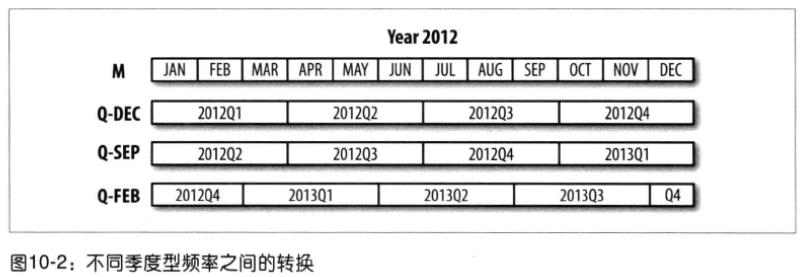 Year 2012
M JAN FEB MAR APR MAY JUN JUL AUG SEP OCT NOV DEC
Q-DEC 2012Q1 2012Q2 2012Q3 2012Q4
Q-SEP 2012Q2 2012Q3 2012Q4 2013Q1
Q-FEB 2012Q4 2013Q1 2013Q2 2013Q3 Q4
图10-2：不同季度型频率之间的转换